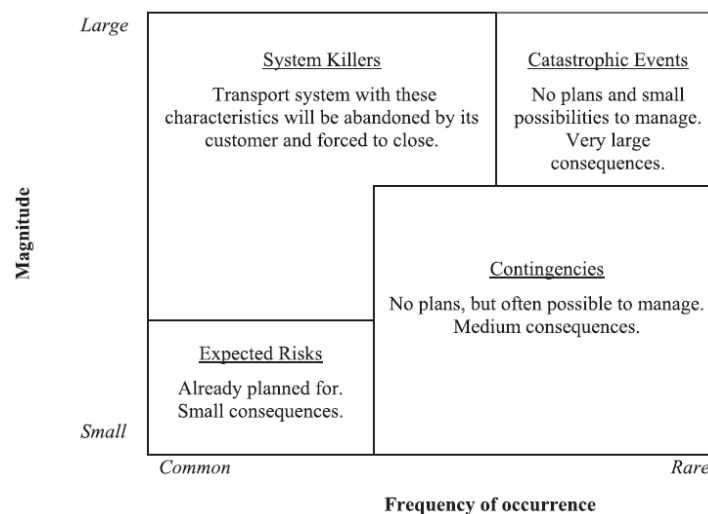 Large
System Killers
Transport system with these
characteristics will be abandoned by its
customer and forced to close.
Catastrophic Events
No plans and small
possibilities to manage.
Very large
consequences.
Magnitude
Contingencies
No plans, but often possible to manage.
Medium consequences.
Expected Risks
Already planned for.
Small consequences.
Small
Common
Rare
Frequency of occurrence